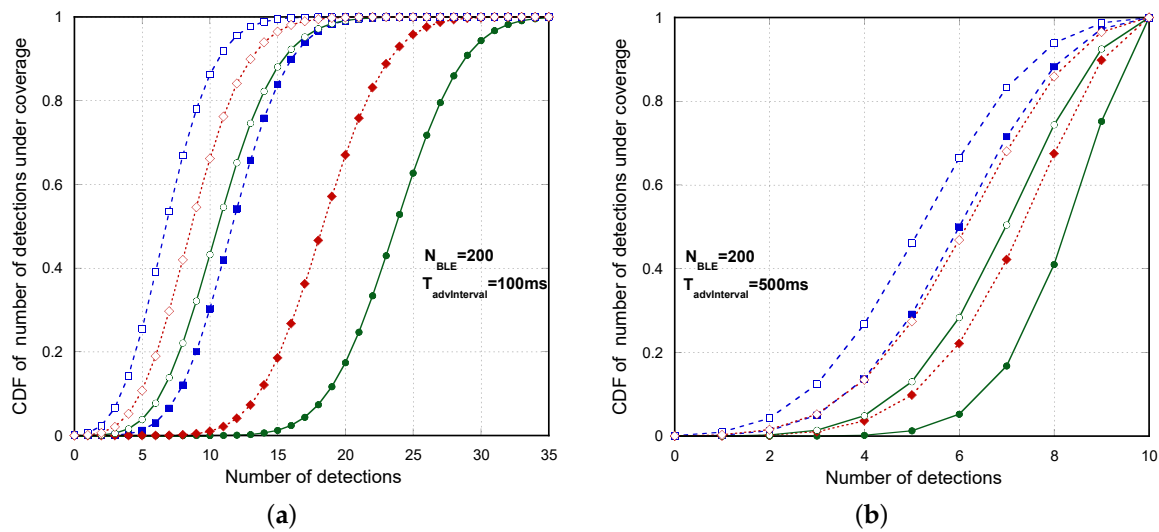 CDF of number of detections under coverage
1
0.8
0.6
0.4
0.2
0
N_BLE=200
T_advInterval=100ms
0 5 10 15 20 25 30 35
Number of detections
(a)
CDF of number of detections under coverage
1
0.8
0.6
0.4
0.2
0
N_BLE=200
T_advInterval=500ms
0 2 4 6 8 10
Number of detections
(b)